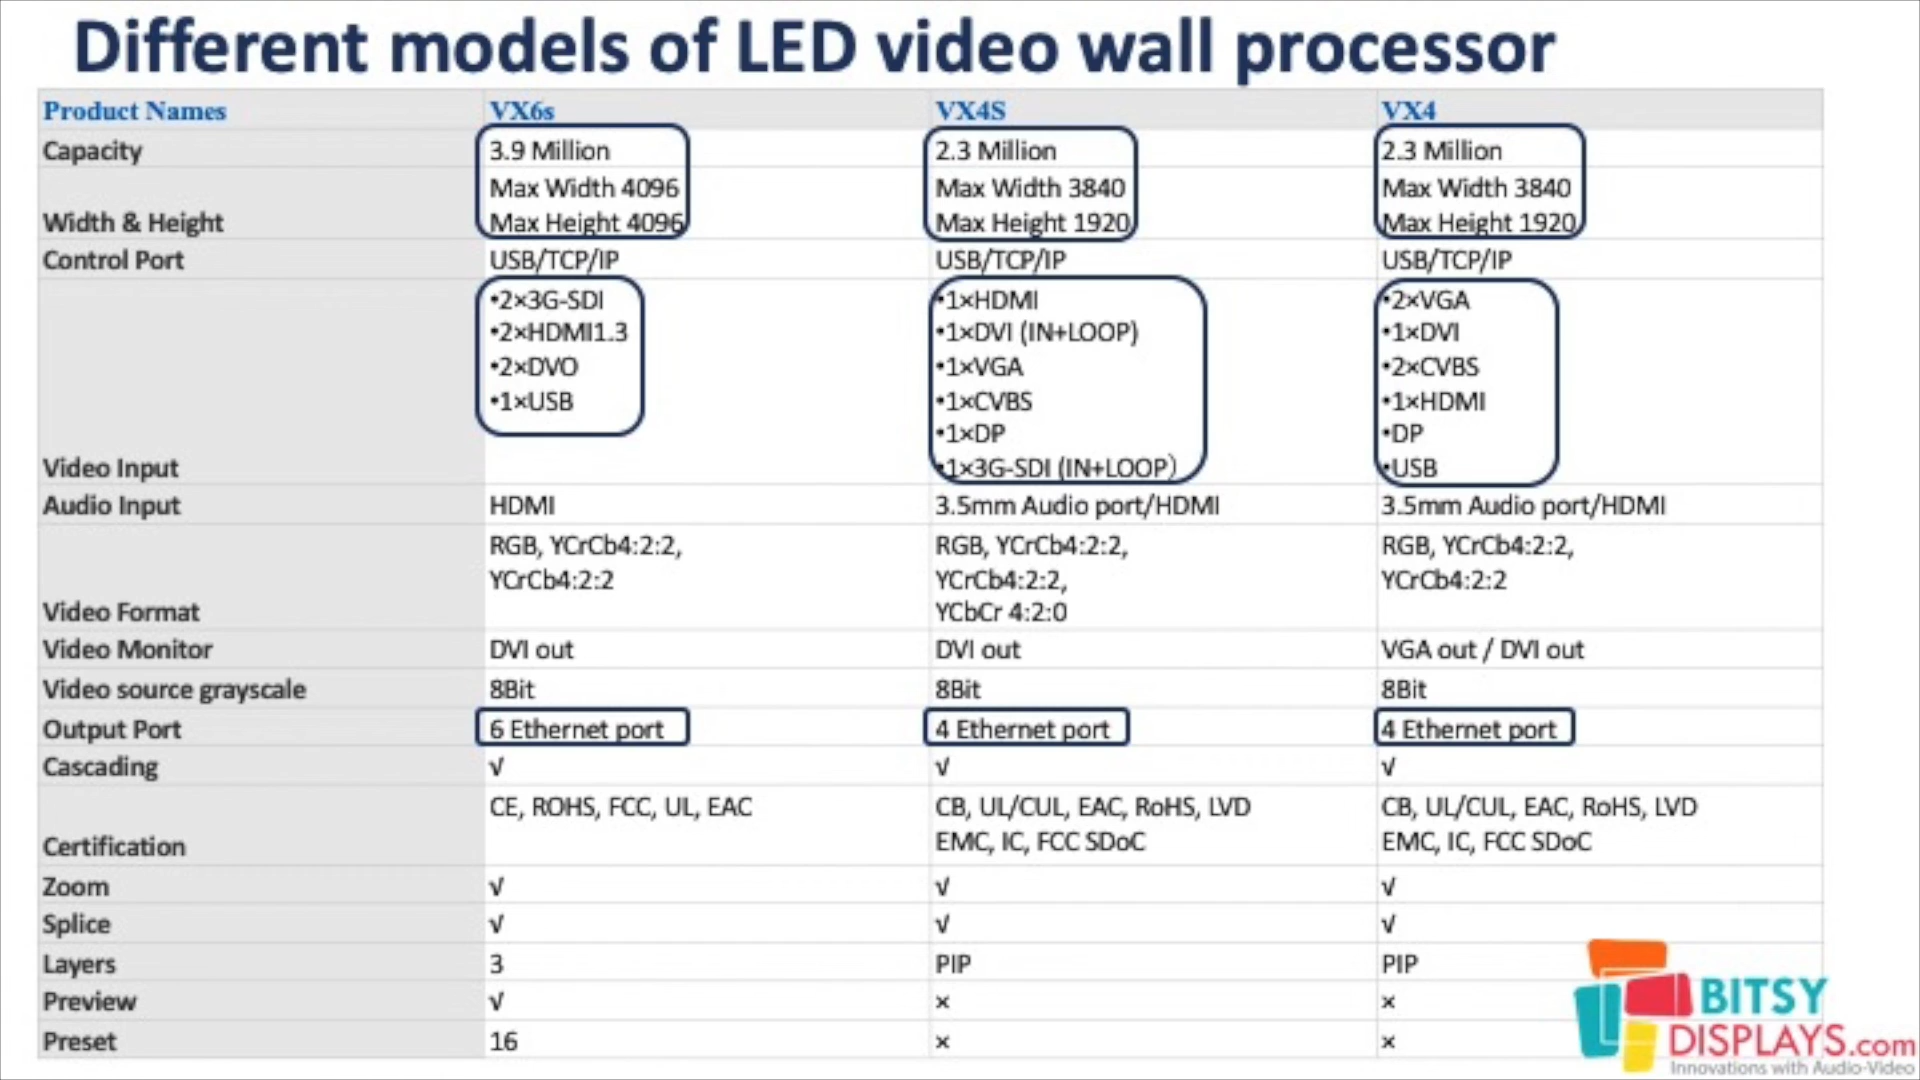 Different models of LED video wall processor
Product Names VX6s VX4S VX4
Capacity 3.9 Million 2.3 Million 2.3 Million
Max Width 4096 Max Width 3840 Max Width 3840
Width & Height Max Height 4096 Max Height 1920 Max Height 1920
Control Port USB/TCP/IP USB/TCP/IP USB/TCP/IP
•2×3G-SDI •1×HDMI •2×VGA
•2×HDMI1.3 •1×DVI (IN+LOOP) •1×DVI
•2×DVO •1×VGA •2×CVBS
•1×USB •1×CVBS •1×HDMI
•1×DP •DP
Video Input •1×3G-SDI (IN+LOOP) •USB
Audio Input HDMI 3.5mm Audio port/HDMI 3.5mm Audio port/HDMI
RGB, YCrCb4:2:2, RGB, YCrCb4:2:2, RGB, YCrCb4:2:2,
YCrCb4:2:2 YCrCb4:2:2, YCrCb4:2:2
Video Format YCbCr 4:2:0
Video Monitor DVI out DVI out VGA out / DVI out
Video source grayscale 8Bit 8Bit 8Bit
Output Port 6 Ethernet port 4 Ethernet port 4 Ethernet port
Cascading √ √ √
CE, ROHS, FCC, UL, EAC CB, UL/CUL, EAC, RoHS, LVD CB, UL/CUL, EAC, RoHS, LVD
Certification EMC, IC, FCC SDoC EMC, IC, FCC SDoC
Zoom √ √ √
Splice √ √ √
Layers 3 PIP PIP
Preview √ × ×
Preset 16 × ×
BITSY
DISPLAYS.com
Innovations with Audio-Video